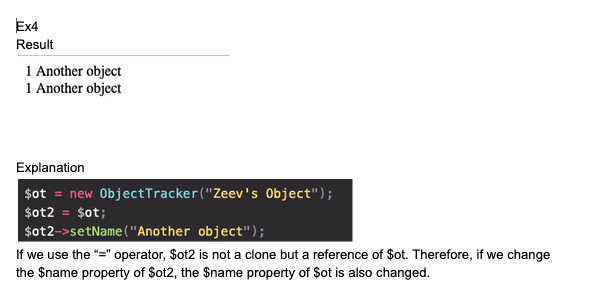 Ex4
Result
1 Another object
1 Another object
Explanation
$ot = new ObjectTracker("Zeev's Object");
$ot2 = $ot;
$ot2->setName("Another object");
If we use the “=” operator, $ot2 is not a clone but a reference of $ot. Therefore, if we change
the $name property of $ot2, the $name property of $ot is also changed.